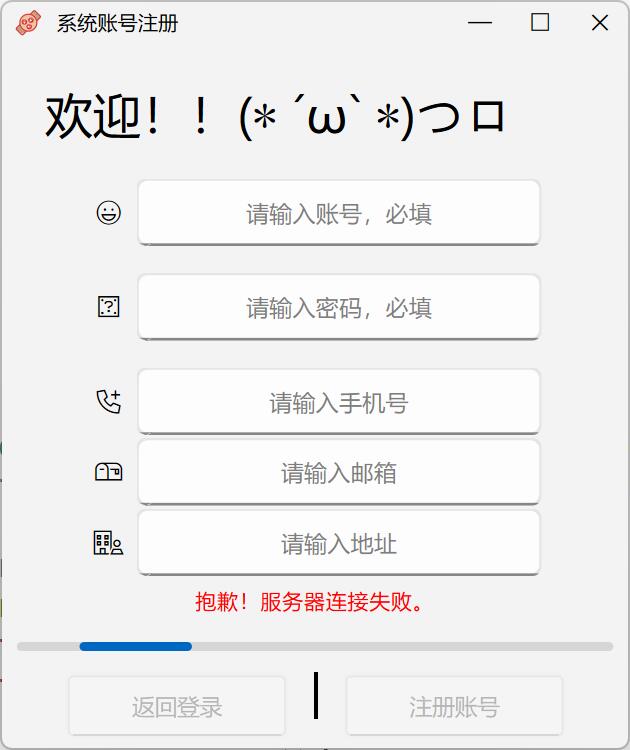 系统账号注册
欢迎！！(* ´ω` *)つロ
请输入账号，必填
请输入密码，必填
请输入手机号
请输入邮箱
请输入地址
抱歉！服务器连接失败。
返回登录
注册账号